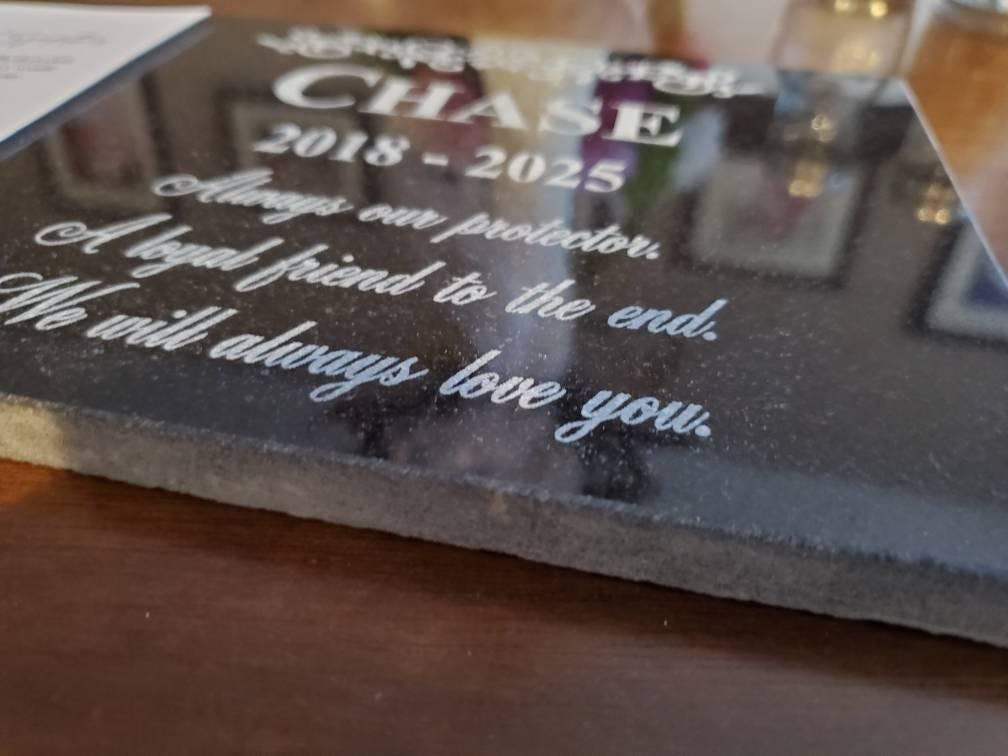 CHASE
2018 - 2025
Always our protector.
A loyal friend to the end.
We will always love you.